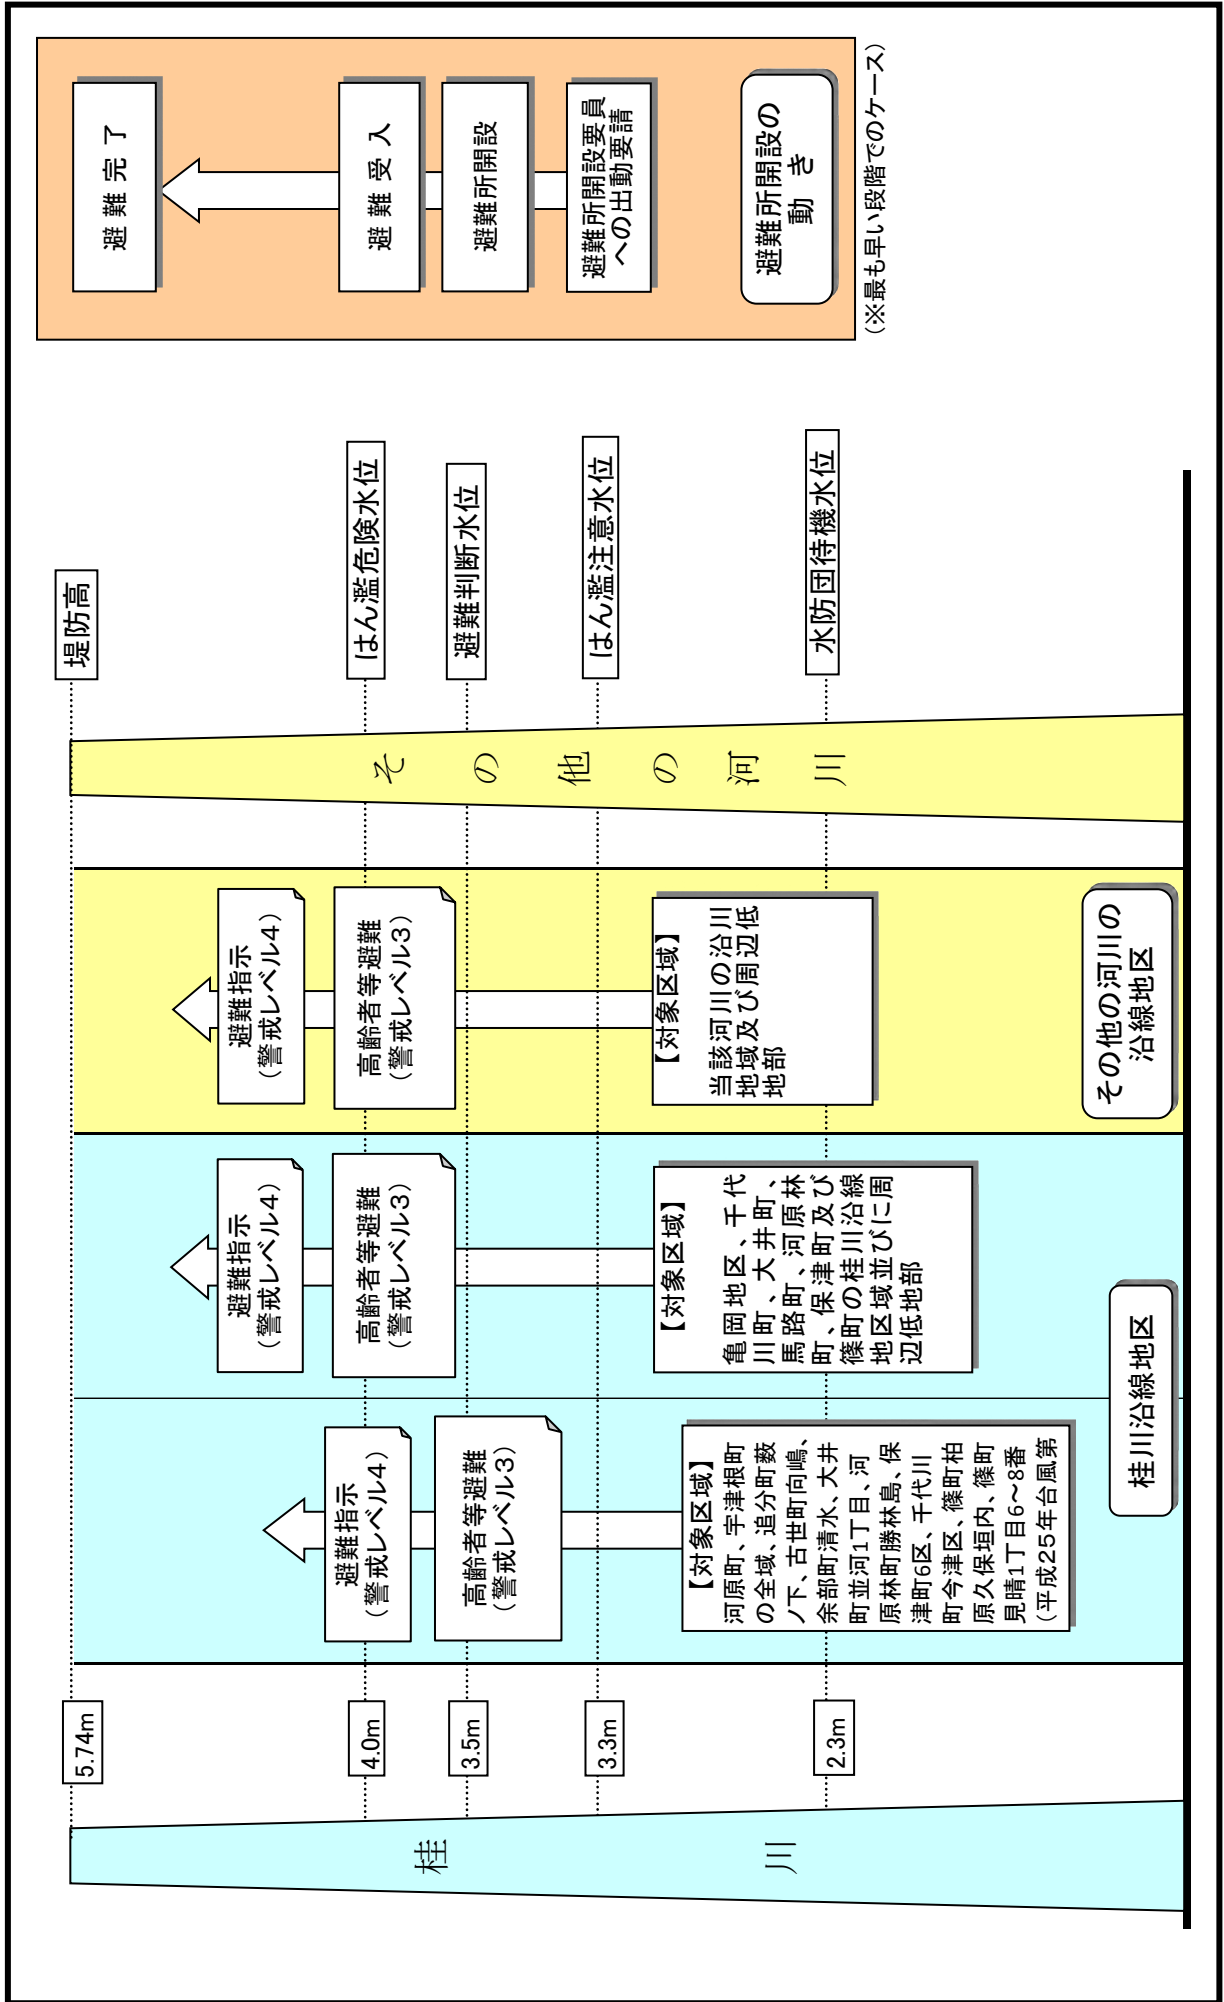 桂川
5.74m
4.0m
3.5m
3.3m
2.3m
避難指示
（警戒レベル4）
高齢者等避難
（警戒レベル3）
【対象区域】
河原町、宇津根町
の全域、追分町薮
ノ下、古世町向嶋、
余部町清水、大井
町並河1丁目、河
原林町勝林島、保
津町6区、千代川
町今津区、篠町柏
原久保垣内、篠町
見晴1丁目6～8番
（平成25年台風第
避難指示
（警戒レベル4）
高齢者等避難
（警戒レベル3）
【対象区域】
亀岡地区、千代
川町、大井町、
馬路町、河原林
町、保津町及び
篠町の桂川沿線
地区域並びに周
辺低地部
桂川沿線地区
避難指示
（警戒レベル4）
高齢者等避難
（警戒レベル3）
【対象区域】
当該河川の沿川
地域及び周辺低
地部
その他の河川の
沿線地区
その他の河川
堤防高
はん濫危険水位
避難判断水位
はん濫注意水位
水防団待機水位
避難完了
避難受入
避難所開設
避難所開設要員
への出動要請
避難所開設の
動き
（※最も早い段階でのケース）